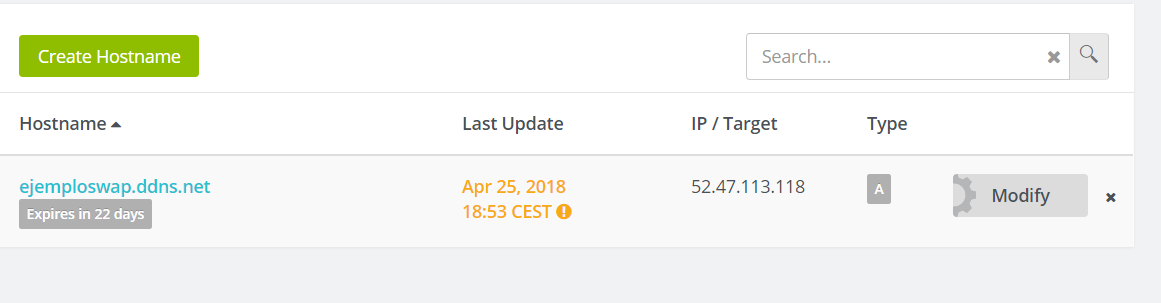 Create Hostname
Search...
Hostname Last Update IP / Target Type
ejemploswap.ddns.net Apr 25, 2018 52.47.113.118 A Modify
Expires in 22 days 18:53 CEST